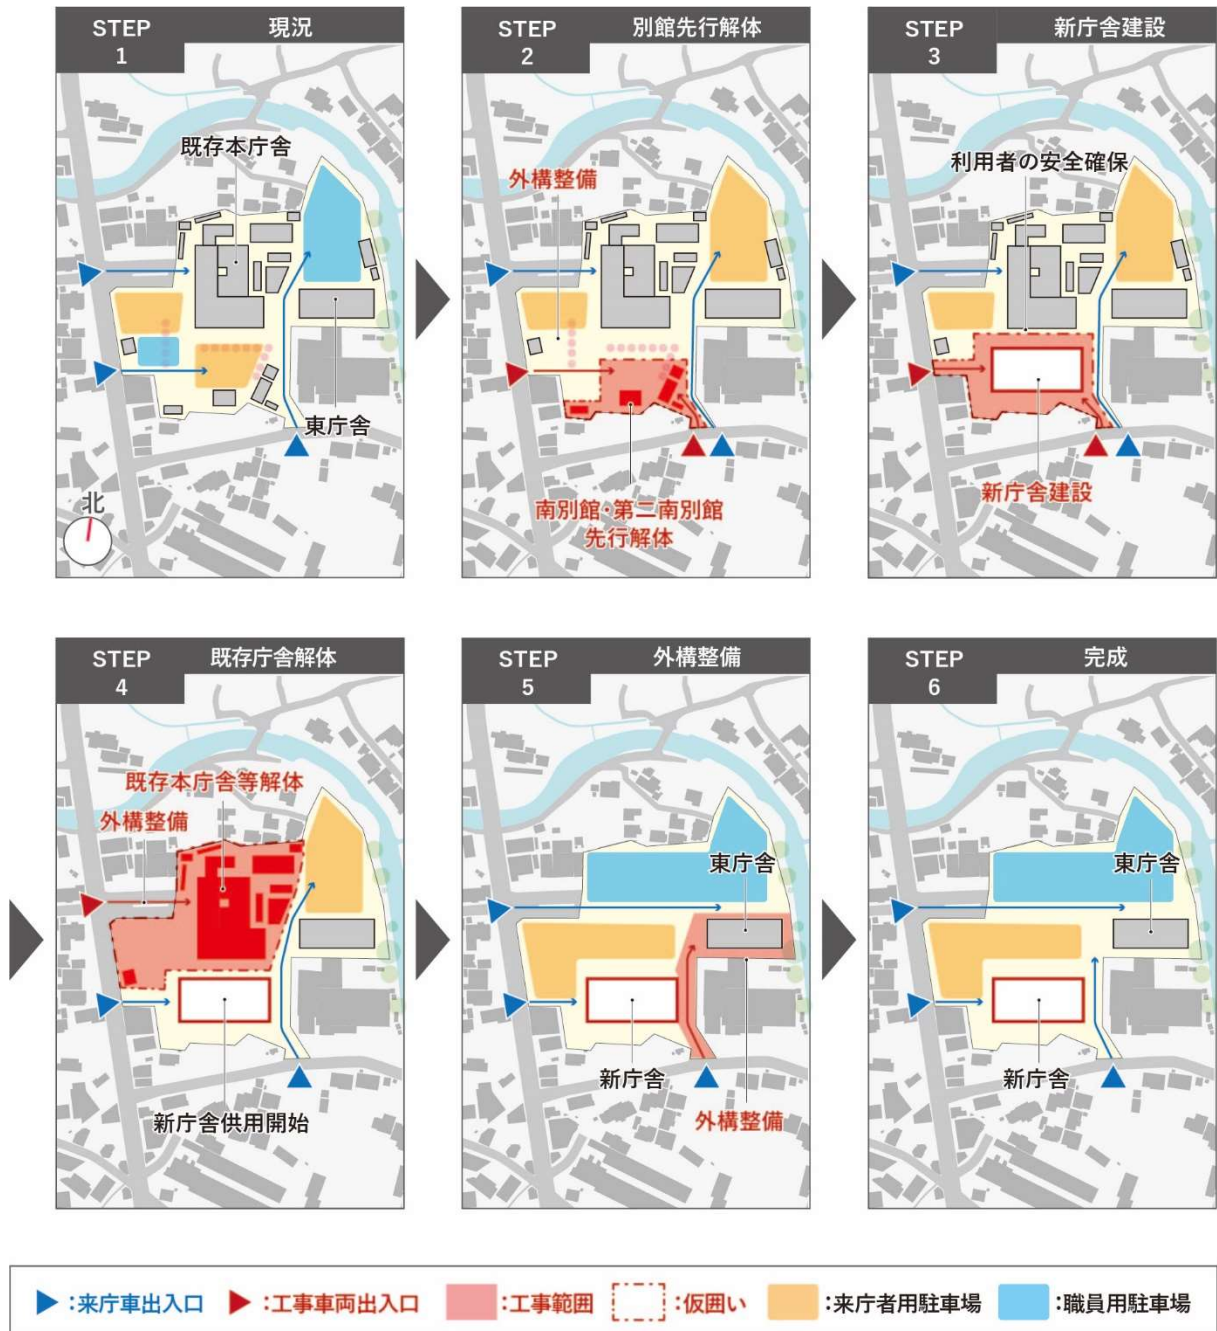 STEP
1
現況
既存本庁舎
東庁舎
北
STEP
2
別館先行解体
外構整備
南別館・第二南別館
先行解体
STEP
3
新庁舎建設
利用者の安全確保
新庁舎建設
STEP
4
既存庁舎解体
既存本庁舎等解体
外構整備
新庁舎供用開始
STEP
5
外構整備
東庁舎
新庁舎
外構整備
STEP
6
完成
東庁舎
新庁舎
:来庁車出入口
:工事車両出入口
:工事範囲
:仮囲い
:来庁者用駐車場
:職員用駐車場